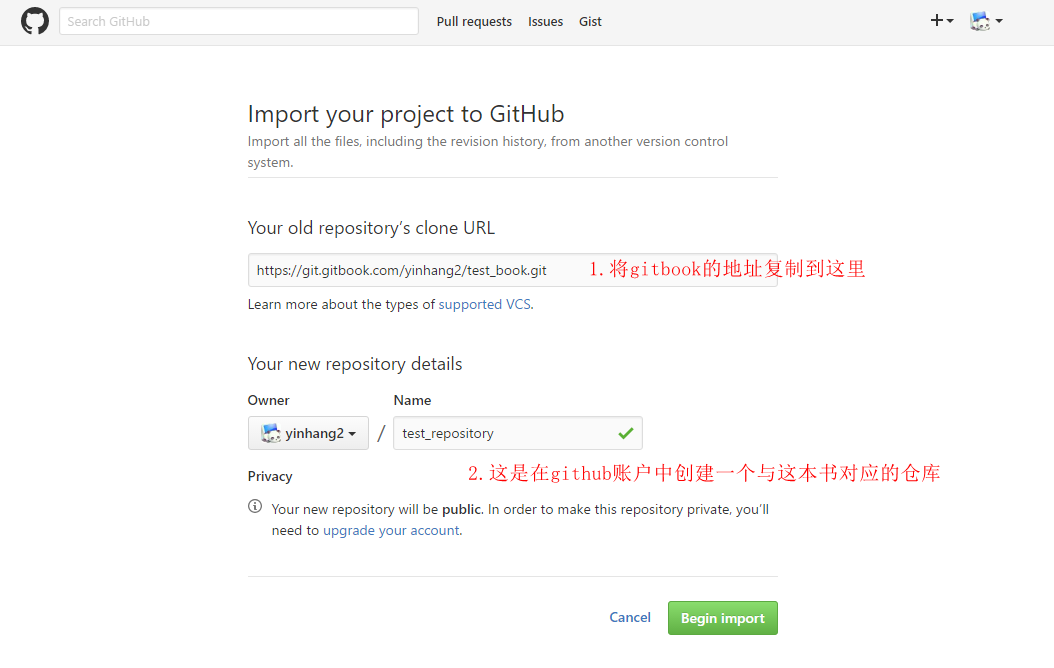 Search GitHub Pull requests Issues Gist
Import your project to GitHub
Import all the files, including the revision history, from another version control
system.
Your old repository's clone URL
https://git.gitbook.com/yinhang2/test_book.git 1.将gitbook的地址复制到这里
Learn more about the types of supported VCS.
Your new repository details
Owner Name
yinhang2 / test_repository
2.这是在github账户中创建一个与这本书对应的仓库
Privacy
Your new repository will be public. In order to make this repository private, you'll
need to upgrade your account.
Cancel Begin import